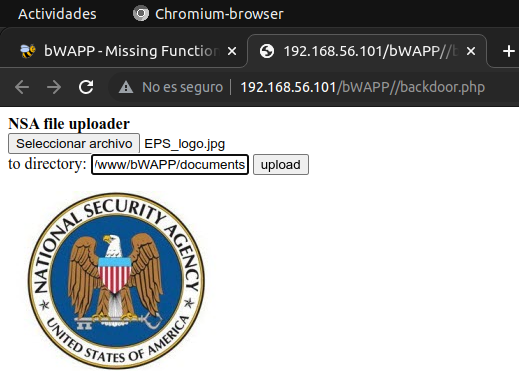 Actividades Chromium-browser
bWAPP - Missing Function
192.168.56.101/bWAPP//b
No es seguro 192.168.56.101/bWAPP//backdoor.php
NSA file uploader
Seleccionar archivo EPS_logo.jpg
to directory: /www/bWAPP/documents upload
NATIONAL SECURITY AGENCY
UNITED STATES OF AMERICA